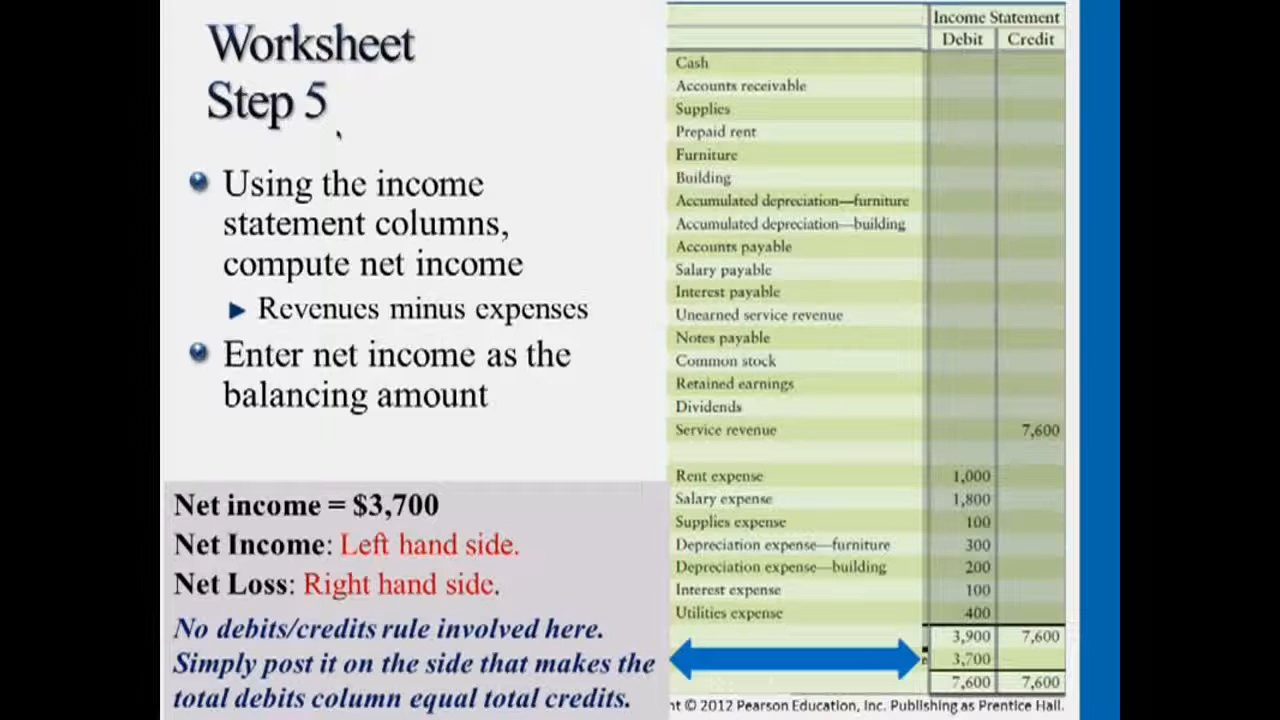 Worksheet
Step 5
Using the income
statement columns,
compute net income
Revenues minus expenses
Enter net income as the
balancing amount
Net income = $3,700
Net Income: Left hand side.
Net Loss: Right hand side.
No debits/credits rule involved here.
Simply post it on the side that makes the
total debits column equal total credits.
Income Statement
Debit Credit
Cash
Accounts receivable
Supplies
Prepaid rent
Furniture
Building
Accumulated depreciation—furniture
Accumulated depreciation—building
Accounts payable
Salary payable
Interest payable
Unearned service revenue
Notes payable
Common stock
Retained earnings
Dividends
Service revenue 7,600
Rent expense 1,000
Salary expense 1,800
Supplies expense 100
Depreciation expense—furniture 300
Depreciation expense—building 200
Interest expense 100
Utilities expense 400
3,900 7,600
3,700
7,600 7,600
© 2012 Pearson Education, Inc. Publishing as Prentice Hall.